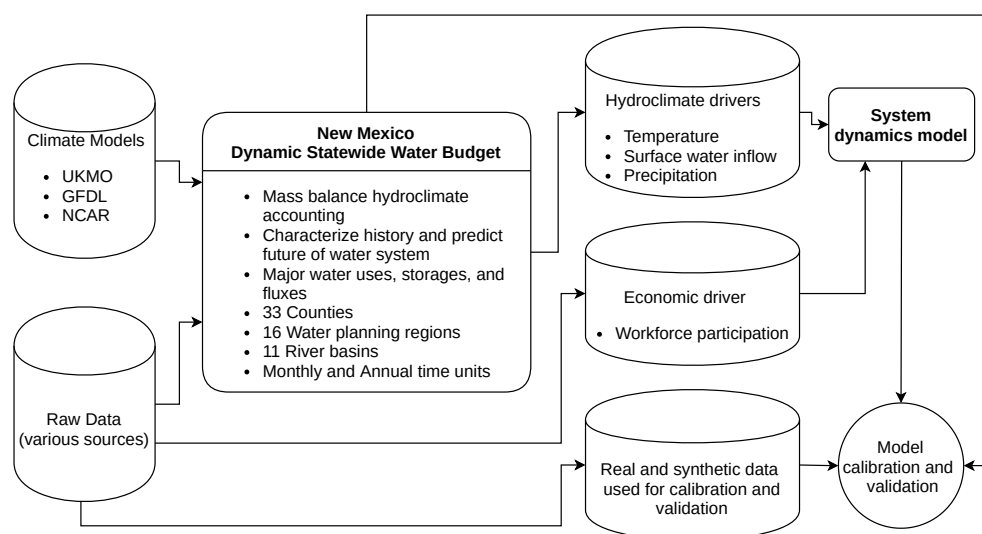 Climate Models
• UKMO
• GFDL
• NCAR
Raw Data
(various sources)
New Mexico
Dynamic Statewide Water Budget
• Mass balance hydroclimate
accounting
• Characterize history and predict
future of water system
• Major water uses, storages, and
fluxes
• 33 Counties
• 16 Water planning regions
• 11 River basins
• Monthly and Annual time units
Hydroclimate drivers
• Temperature
• Surface water inflow
• Precipitation
Economic driver
• Workforce participation
Real and synthetic data
used for calibration and
validation
System
dynamics model
Model
calibration and
validation